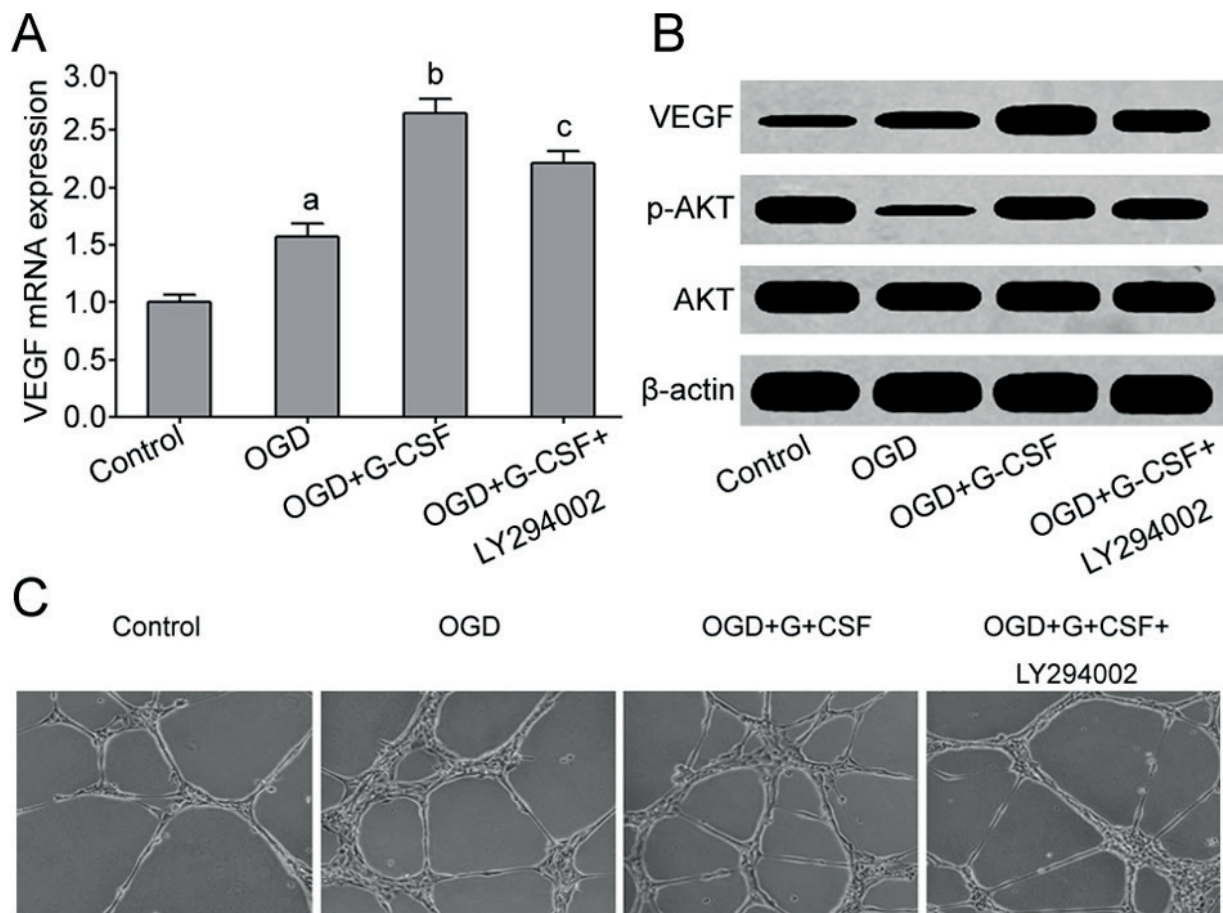 A
VEGF mRNA expression
3.0
2.5
2.0
1.5
1.0
0.5
0.0
a
b
c
Control
OGD
OGD+G-CSF
OGD+G-CSF+
LY294002
B
VEGF
p-AKT
AKT
β-actin
Control
OGD
OGD+G-CSF
OGD+G-CSF+
LY294002
C
Control
OGD
OGD+G+CSF
OGD+G+CSF+
LY294002